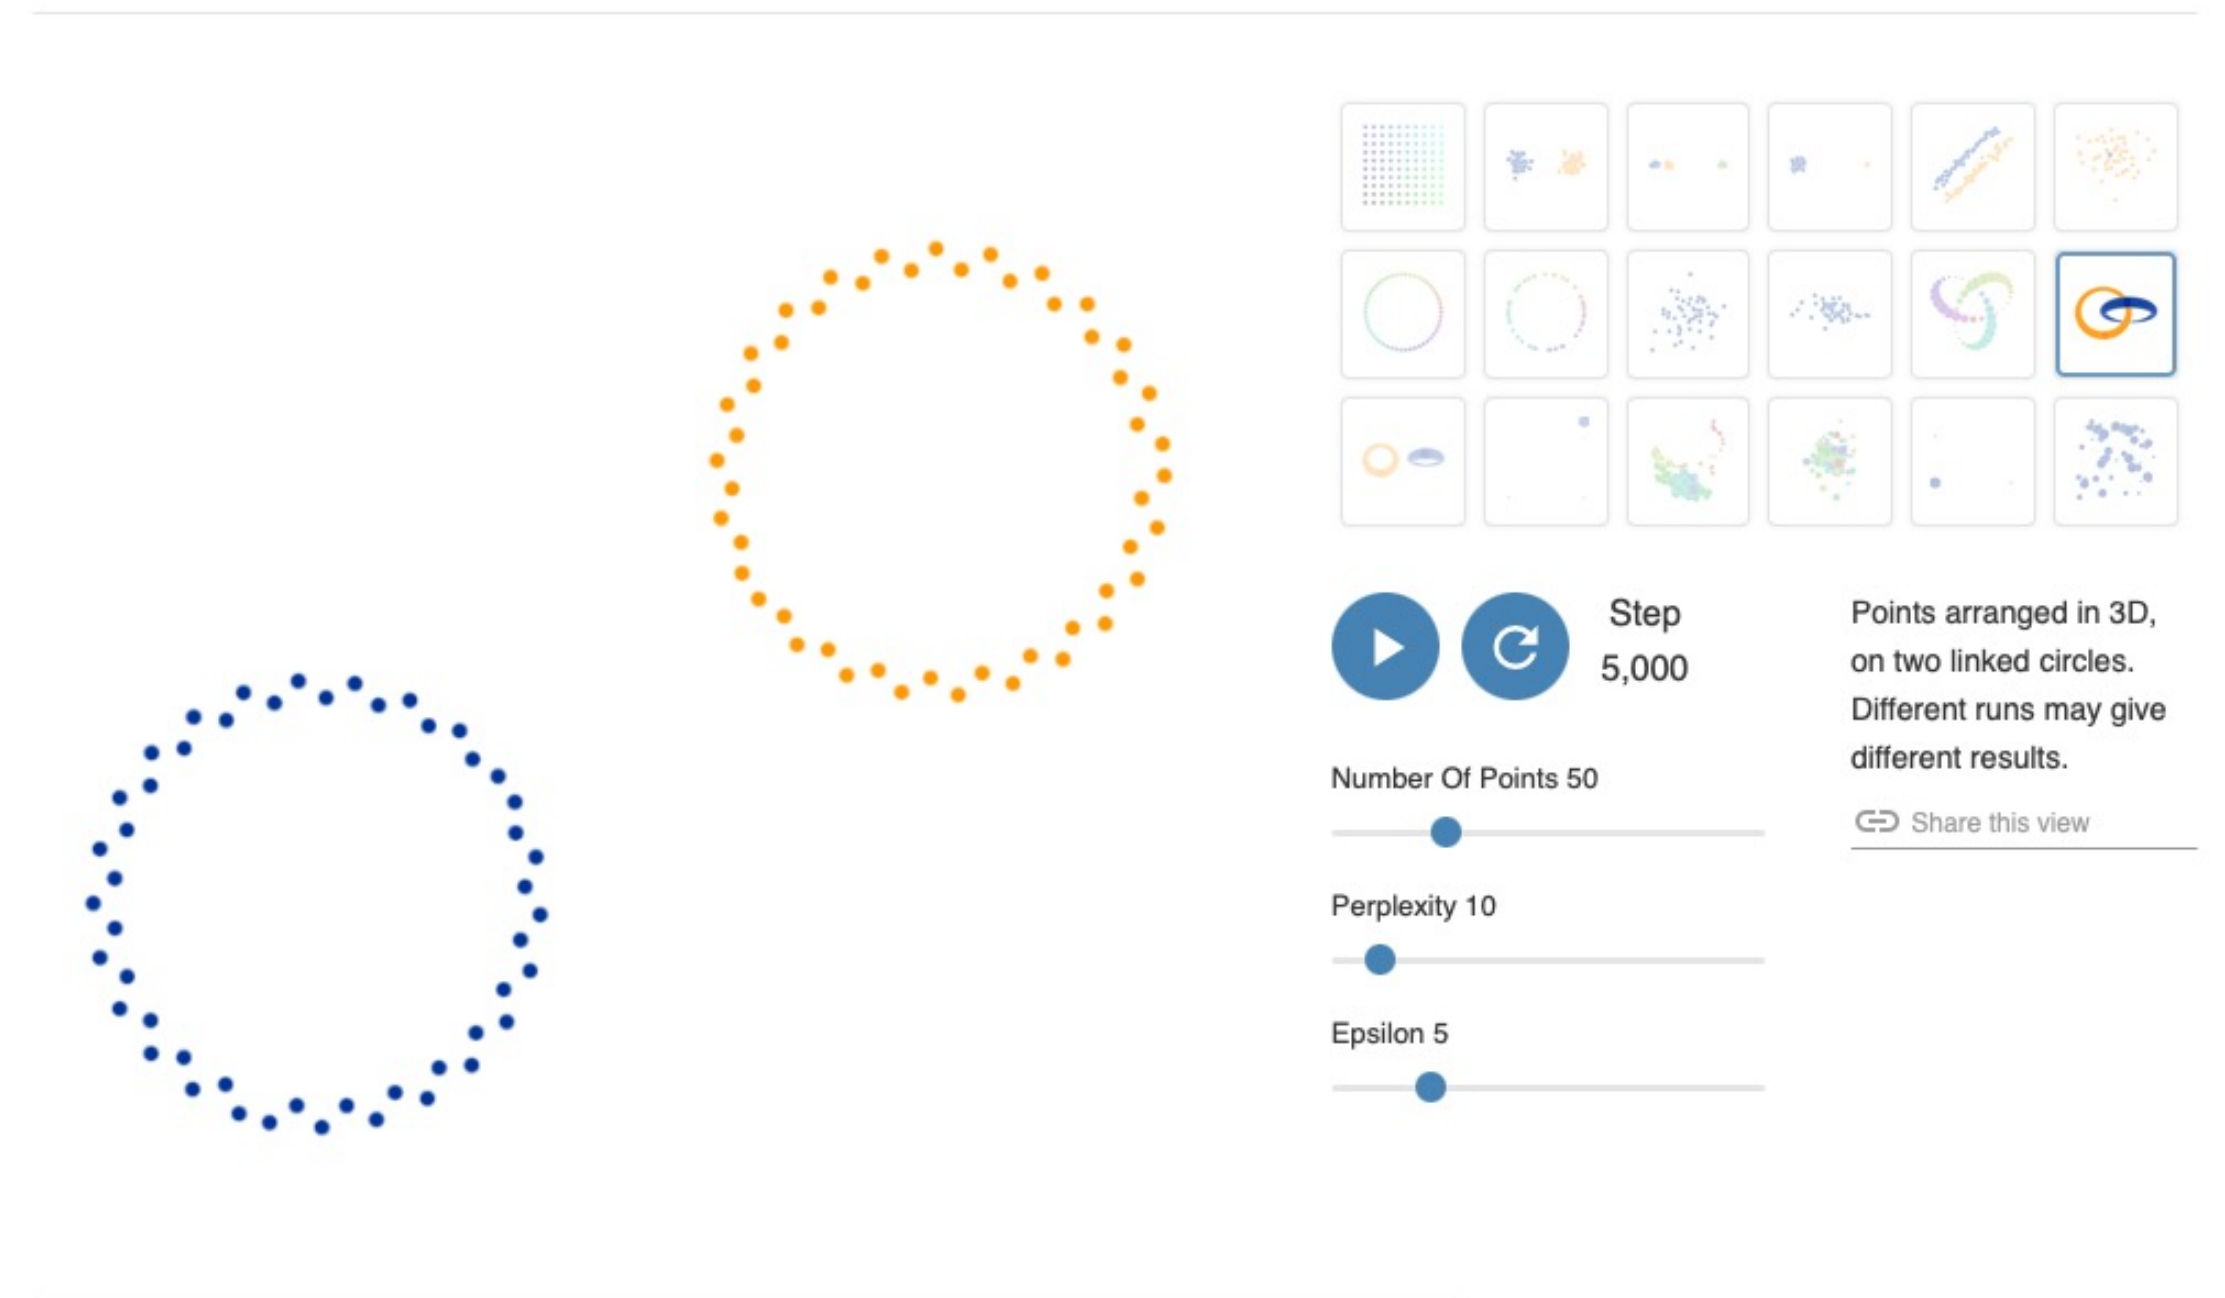 Step
5,000
Points arranged in 3D,
on two linked circles.
Different runs may give
different results.
Share this view
Number Of Points 50
Perplexity 10
Epsilon 5